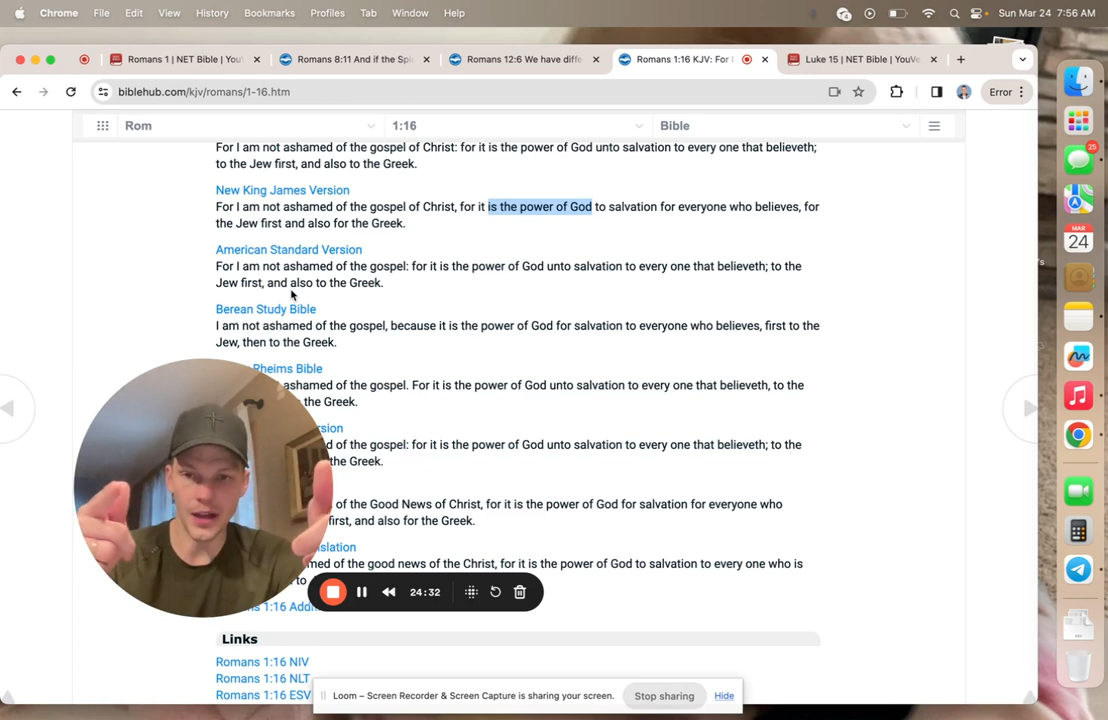 Chrome File Edit View History Bookmarks Profiles Tab Window Help Sun Mar 24 7:56 AM
Romans 1 | NET Bible | You Romans 8:11 And if the Spi Romans 12:6 We have diffe Romans 1:16 KJV: For Luke 15 | NET Bible | YouVe
biblehub.com/kjv/romans/1-16.htm Error
Rom 1:16 Bible
For I am not ashamed of the gospel of Christ: for it is the power of God unto salvation to every one that believeth;
to the Jew first, and also to the Greek.
New King James Version
For I am not ashamed of the gospel of Christ, for it is the power of God to salvation for everyone who believes, for
the Jew first and also for the Greek.
American Standard Version
For I am not ashamed of the gospel: for it is the power of God unto salvation to every one that believeth; to the
Jew first, and also to the Greek.
Berean Study Bible
I am not ashamed of the gospel, because it is the power of God for salvation to everyone who believes, first to the
Jew, then to the Greek.
Rheims Bible
ashamed of the gospel. For it is the power of God unto salvation to every one that believeth, to the
the Greek.
rsion
d of the gospel: for it is the power of God unto salvation to every one that believeth; to the
the Greek.
of the Good News of Christ, for it is the power of God for salvation for everyone who
first, and also for the Greek.
nslation
med of the good news of the Christ, for it is the power of God to salvation to every one who is
to
24:32
s 1:16 Addi
Links
Romans 1:16 NIV
Romans 1:16 NLT
Romans 1:16 ESV
Loom – Screen Recorder & Screen Capture is sharing your screen. Stop sharing Hide
25
MAR
24